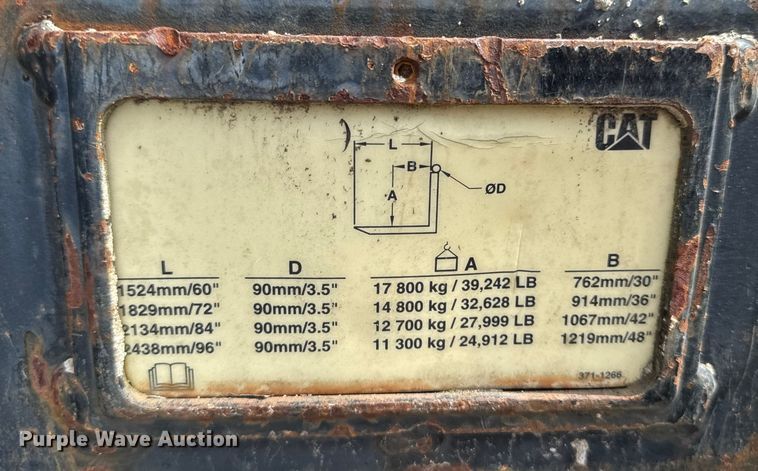 CAT
L
B
ØD
A
L D A B
1524mm/60" 90mm/3.5" 17 800 kg / 39,242 LB 762mm/30"
1829mm/72" 90mm/3.5" 14 800 kg / 32,628 LB 914mm/36"
2134mm/84" 90mm/3.5" 12 700 kg / 27,999 LB 1067mm/42"
2438mm/96" 90mm/3.5" 11 300 kg / 24,912 LB 1219mm/48"
371-1266
Purple Wave Auction